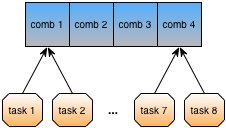 comb 1 comb 2 comb 3 comb 4
task 1 task 2 ... task 7 task 8